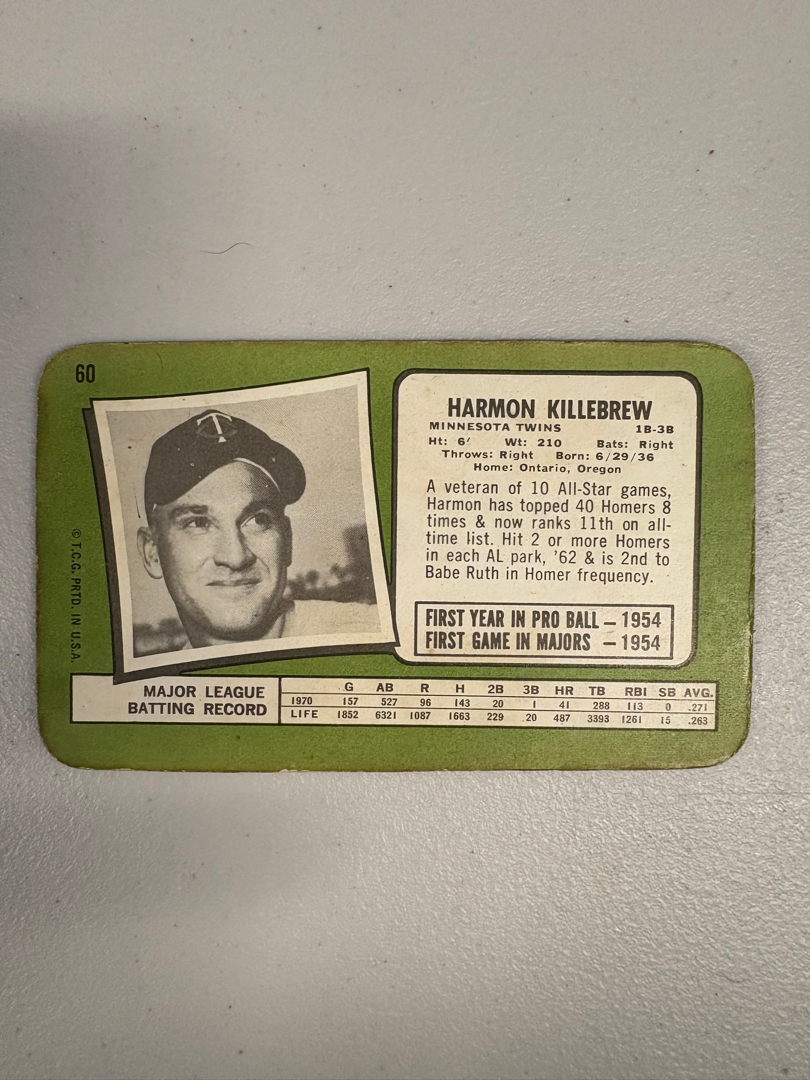 60
HARMON KILLEBREW
MINNESOTA TWINS 1B-3B
Ht: 6' Wt: 210 Bats: Right
Throws: Right Born: 6/29/36
Home: Ontario, Oregon
A veteran of 10 All-Star games,
Harmon has topped 40 Homers 8
times & now ranks 11th on all-
time list. Hit 2 or more Homers
in each AL park, '62 & is 2nd to
Babe Ruth in Homer frequency.
FIRST YEAR IN PRO BALL – 1954
FIRST GAME IN MAJORS – 1954
© T.C.G. PRTD. IN U.S.A.
TC
MAJOR LEAGUE
BATTING RECORD
G AB R H 2B 3B HR TB RBI SB AVG.
1970 157 527 96 143 20 1 41 288 113 0 .271
LIFE 1852 6321 1087 1663 229 20 487 3393 1261 15 .263